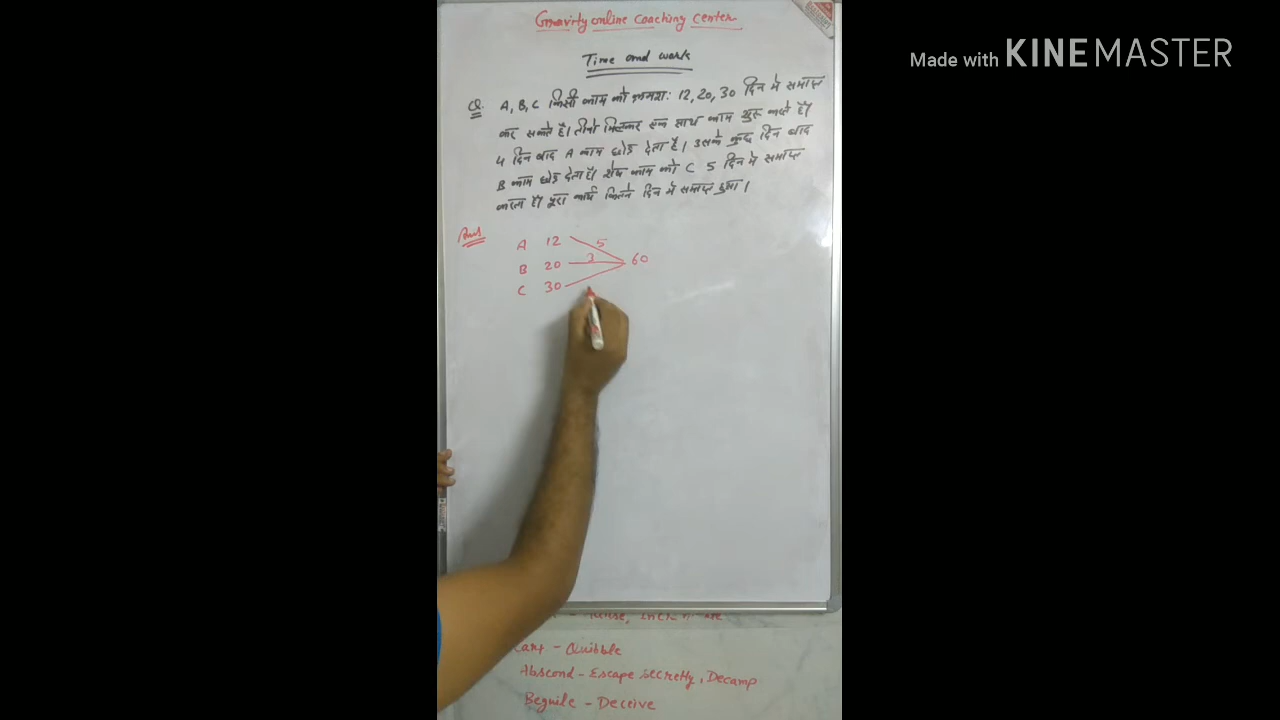 Gravity online coaching center
Made with KINEMASTER
Time and work
Q. A, B, C किसी काम को क्रमश: 12, 20, 30 दिन में समाप्त
कर सकते हैं। तीनो मिलकर एक साथ काम शुरू करते हैं।
4 दिन बाद A काम छोड़ देता है। उसके कुछ दिन बाद
B काम छोड़ देता है। शेष काम को C 5 दिन में समाप्त
करता है। पूरा कार्य कितने दिन में समाप्त हुआ।
Ans
A 12 5
B 20 3 60
C 30
- Quibble
Abscond - Escape secretly, Decamp
Beguile - Deceive